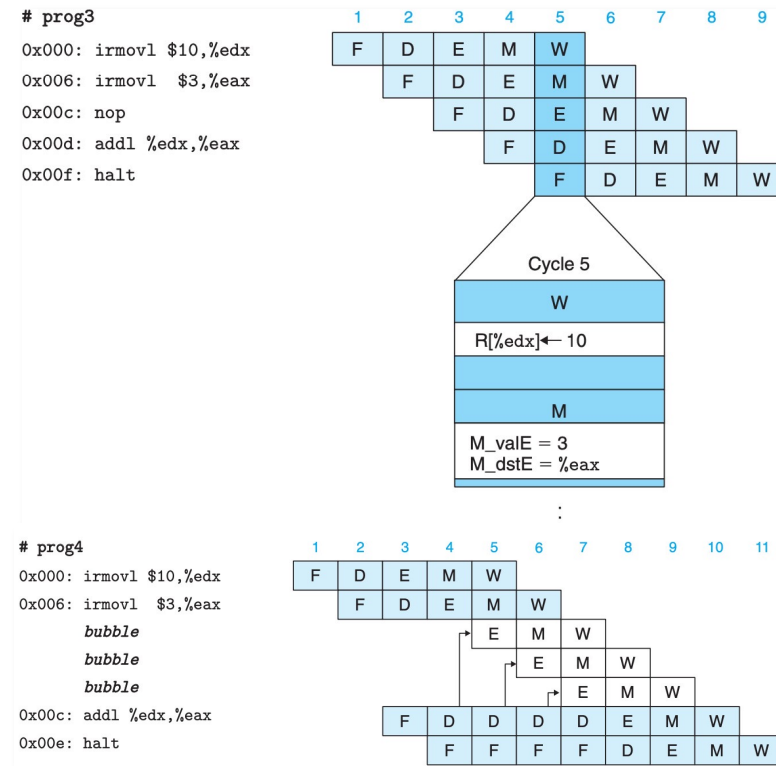 # prog3 1 2 3 4 5 6 7 8 9
0x000: irmovl $10,%edx F D E M W
0x006: irmovl $3,%eax F D E M W
0x00c: nop F D E M W
0x00d: addl %edx,%eax F D E M W
0x00f: halt F D E M W
Cycle 5
W
R[%edx]← 10
M
M_valE = 3
M_dstE = %eax
:
# prog4 1 2 3 4 5 6 7 8 9 10 11
0x000: irmovl $10,%edx F D E M W
0x006: irmovl $3,%eax F D E M W
bubble E M W
bubble E M W
bubble E M W
0x00c: addl %edx,%eax F D D D D E M W
0x00e: halt F F F F D E M W